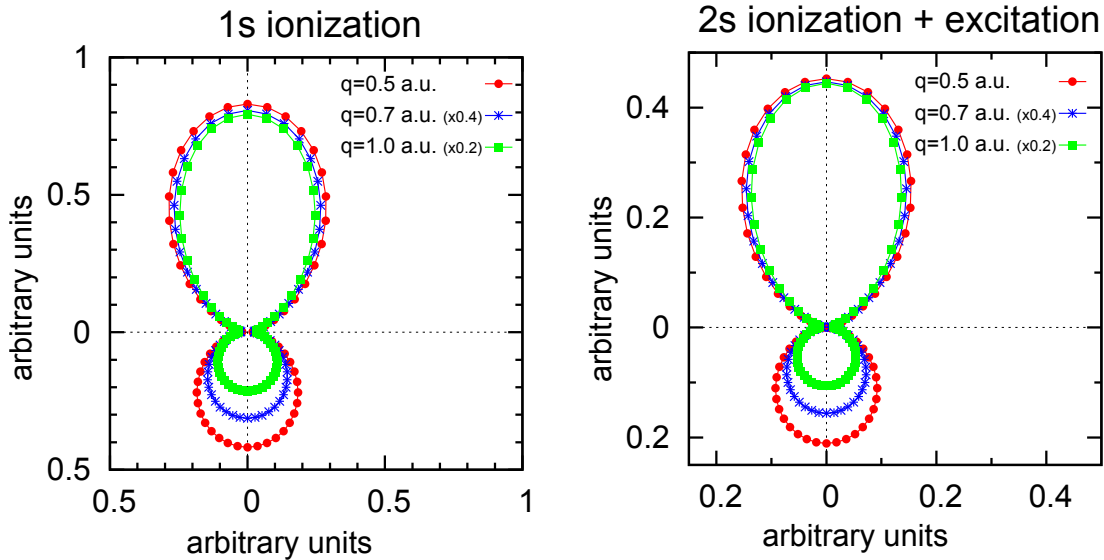 1s ionization
1
0.5
0
0.5
0.5
0
0.5
1
arbitrary units
arbitrary units
q=0.5 a.u.
q=0.7 a.u. (x0.4)
q=1.0 a.u. (x0.2)
2s ionization + excitation
0.4
0.2
0
0.2
0.2
0
0.2
0.4
arbitrary units
arbitrary units
q=0.5 a.u.
q=0.7 a.u. (x0.4)
q=1.0 a.u. (x0.2)